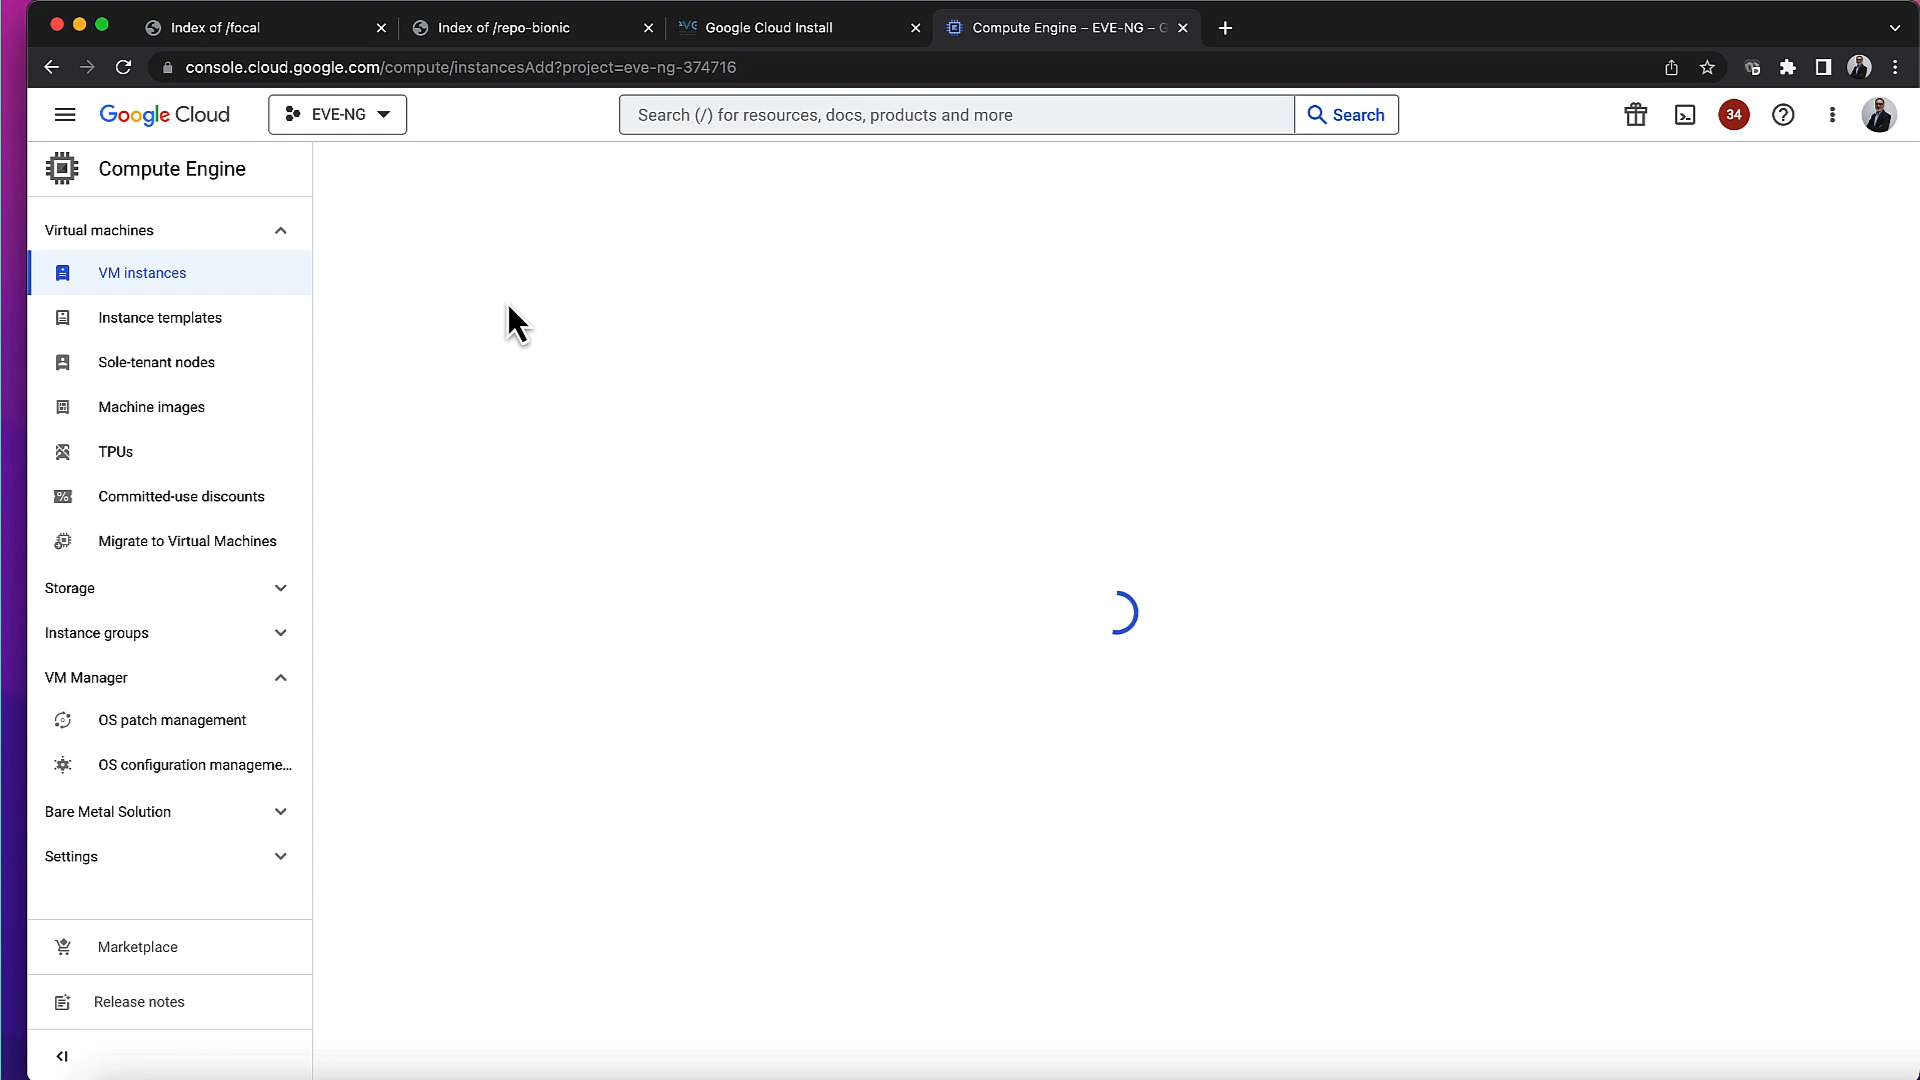 Index of /focal
Index of /repo-bionic
Google Cloud Install
Compute Engine – EVE-NG – G
console.cloud.google.com/compute/instancesAdd?project=eve-ng-374716
Google Cloud
EVE-NG
Search (/) for resources, docs, products and more
Search
34
Compute Engine
Virtual machines
VM instances
Instance templates
Sole-tenant nodes
Machine images
TPUs
Committed-use discounts
Migrate to Virtual Machines
Storage
Instance groups
VM Manager
OS patch management
OS configuration manageme...
Bare Metal Solution
Settings
Marketplace
Release notes